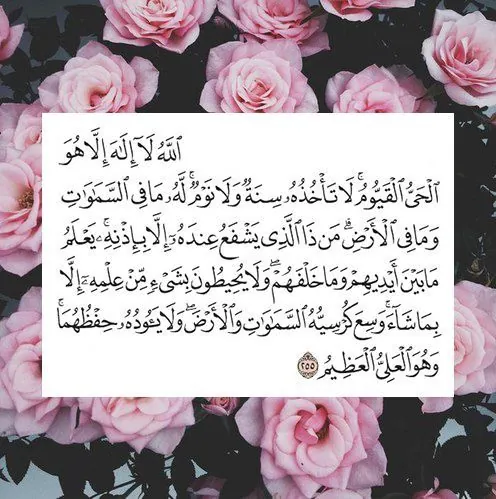 ٱللَّهُ لَآ إِلَٰهَ إِلَّا هُوَ
ٱلْحَىُّ ٱلْقَيُّومُ ۚ لَا تَأْخُذُهُۥ سِنَةٌ وَلَا نَوْمٌ ۚ لَّهُۥ مَا فِى ٱلسَّمَٰوَٰتِ
وَمَا فِى ٱلْأَرْضِ ۗ مَن ذَا ٱلَّذِى يَشْفَعُ عِندَهُۥٓ إِلَّا بِإِذْنِهِۦ ۚ يَعْلَمُ
مَا بَيْنَ أَيْدِيهِمْ وَمَا خَلْفَهُمْ ۖ وَلَا يُحِيطُونَ بِشَىْءٍ مِّنْ عِلْمِهِۦٓ إِلَّا
بِمَا شَآءَ ۚ وَسِعَ كُرْسِيُّهُ ٱلسَّمَٰوَٰتِ وَٱلْأَرْضَ ۖ وَلَا يَـُٔودُهُۥ حِفْظُهُمَا ۚ
وَهُوَ ٱلْعَلِىُّ ٱلْعَظِيمُ ٢٥٥